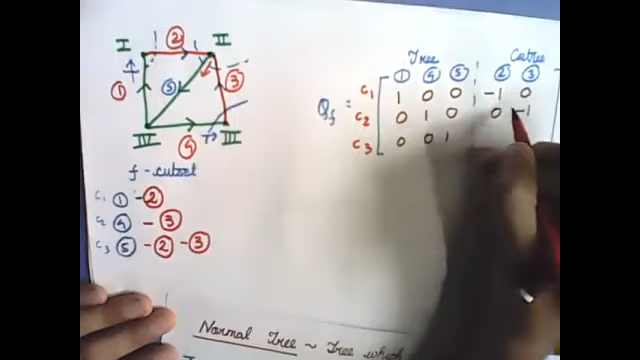 I ② II
① ⑤ ③
III ④ III
f-cutset
C₁ ① - ②
C₂ ④ - ③
C₃ ⑤ - ② - ③
Tree Cotree
① ④ ⑤ ② ③
Qf = C₁ 1 0 0 -1 0
C₂ 0 1 0 0 -1
C₃ 0 0 1
Normal Tree ~ Tree which